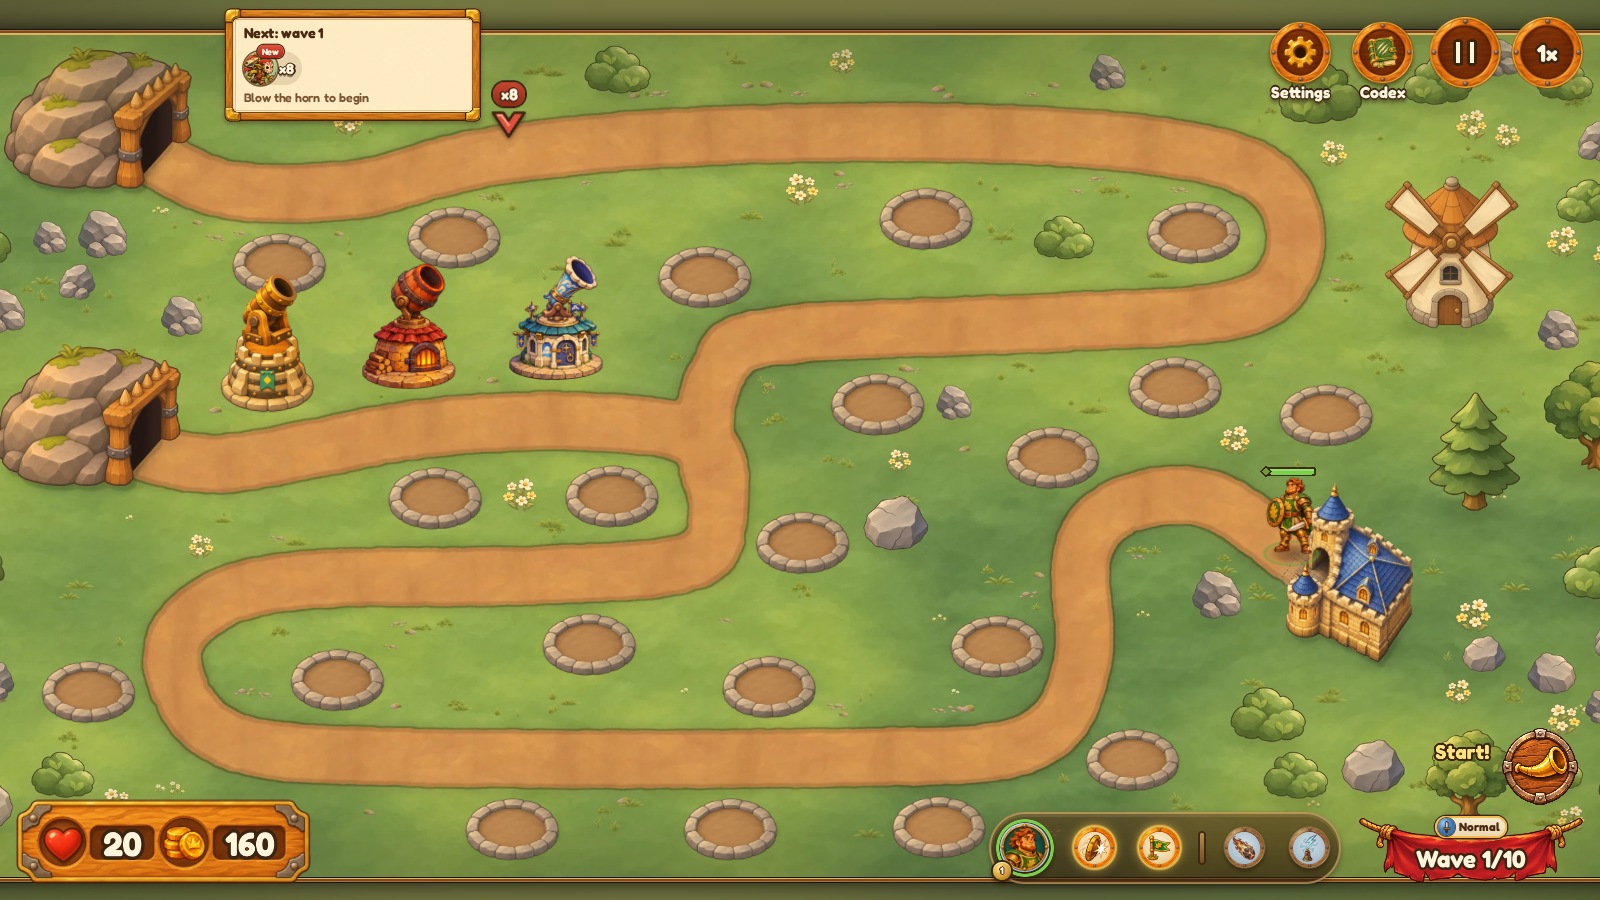 Next: wave 1
New
x8
Blow the horn to begin
x8
1x
Settings
Codex
Start!
20
160
1
Normal
Wave 1/10